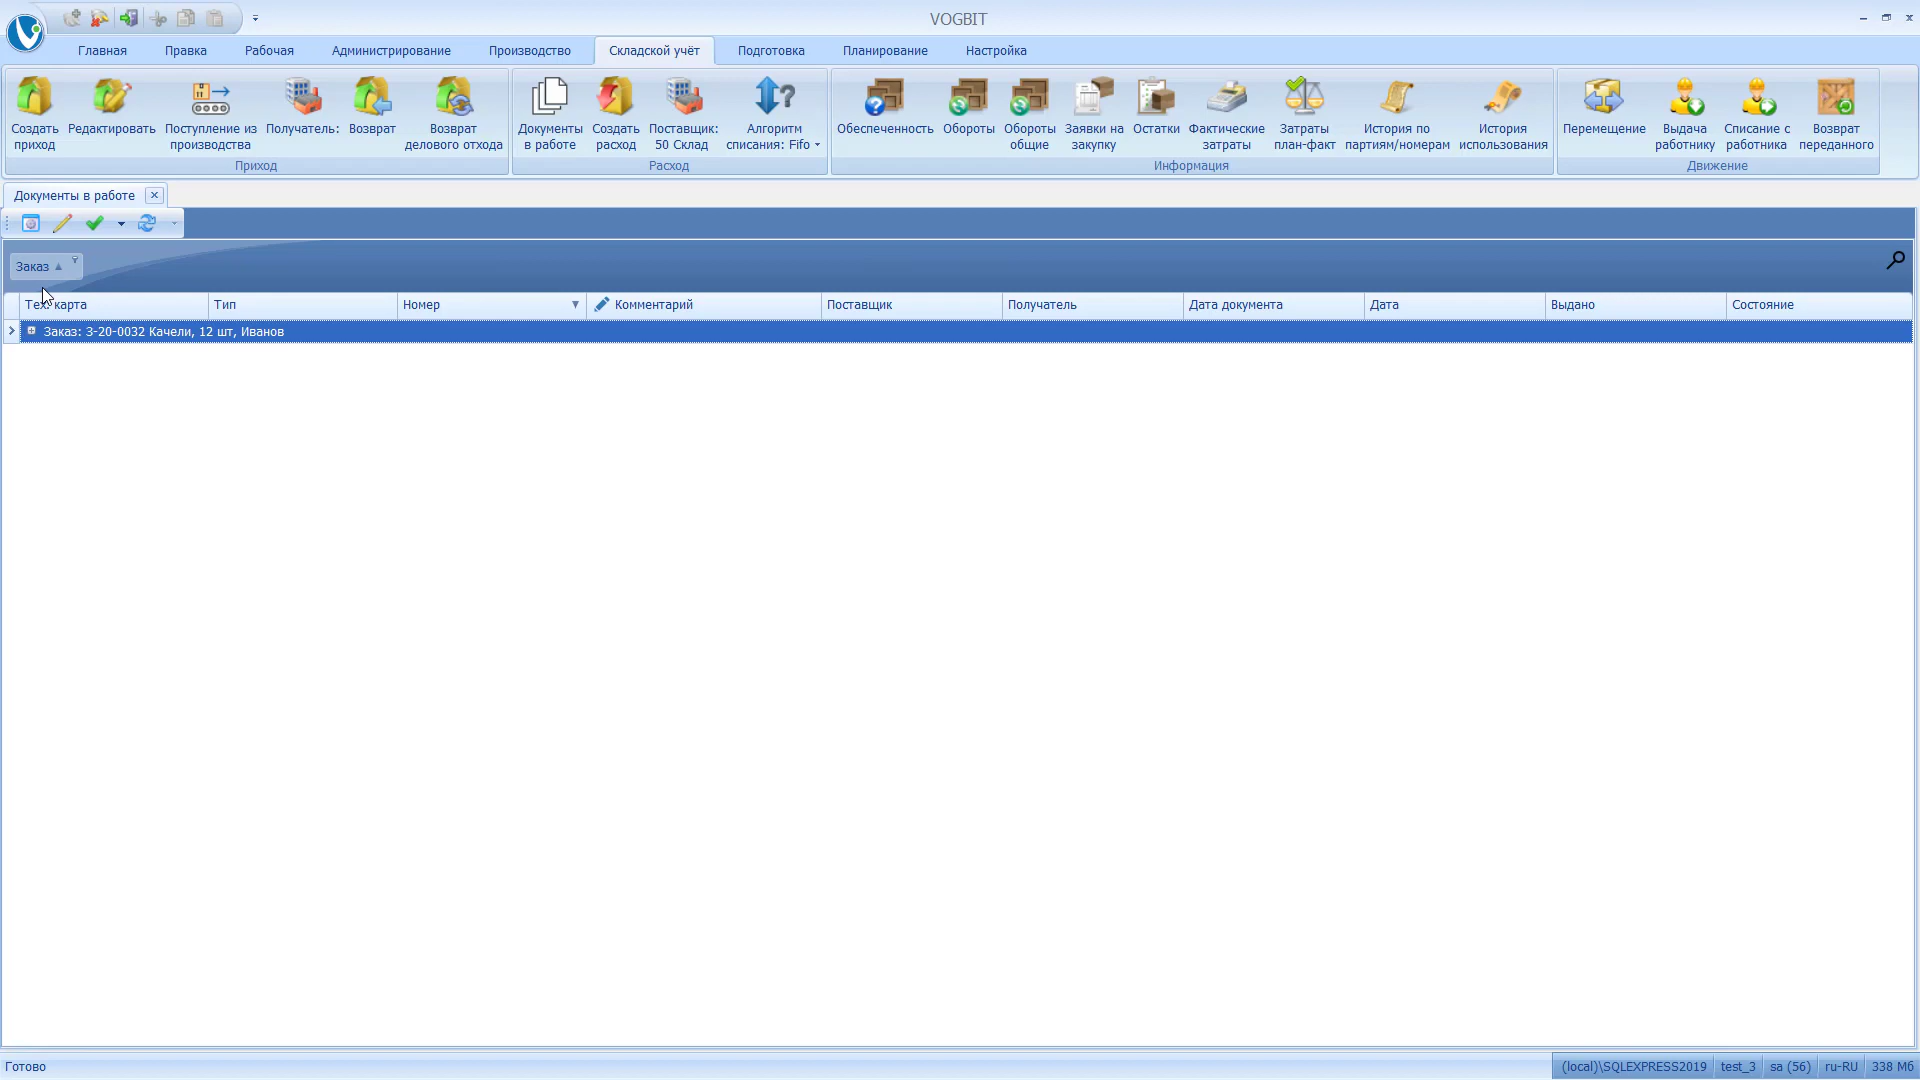 VOGBIT
Главная Правка Рабочая Администрирование Производство Складской учёт Подготовка Планирование Настройка
Создать приход
Редактировать
Поступление из производства
Получатель:
Возврат
Возврат делового отхода
Документы в работе
Создать расход
Поставщик: 50 Склад
Алгоритм списания: Fifo
Обеспеченность
Обороты
Обороты общие
Заявки на закупку
Остатки
Фактические затраты
Затраты план-факт
История по партиям/номерам
История использования
Перемещение
Выдача работнику
Списание с работника
Возврат переданного
Приход Расход Информация Движение
Документы в работе
Заказ
Тех. карта Тип Номер Комментарий Поставщик Получатель Дата документа Дата Выдано Состояние
Заказ: З-20-0032 Качели, 12 шт, Иванов
Готово (local)\SQLEXPRESS2019 test_3 sa (56) ru-RU 338 Мб